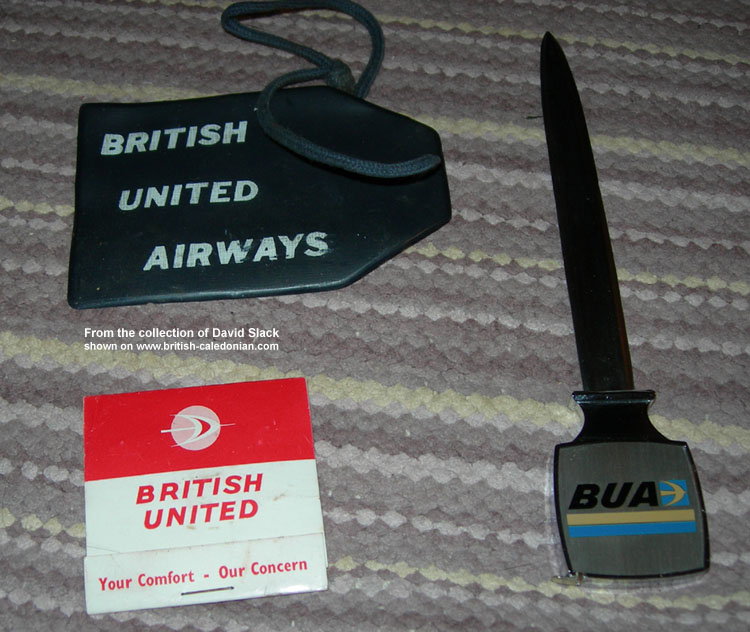 BRITISH
UNITED
AIRWAYS
From the collection of David Slack
shown on www.british-caledonian.com
BRITISH
UNITED
Your Comfort - Our Concern
BUA